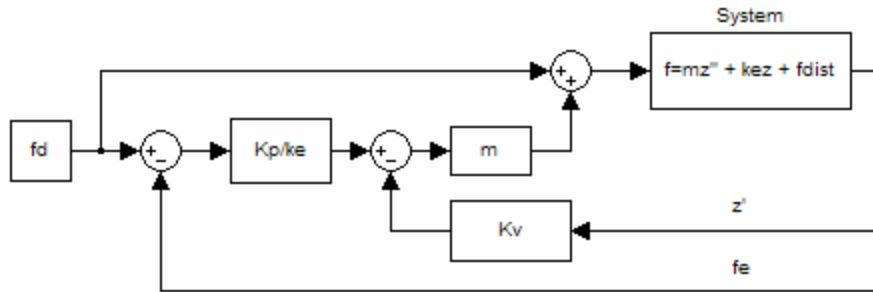 System
f=mz" + kez + fdist
fd
Kp/ke
m
Kv
z'
fe